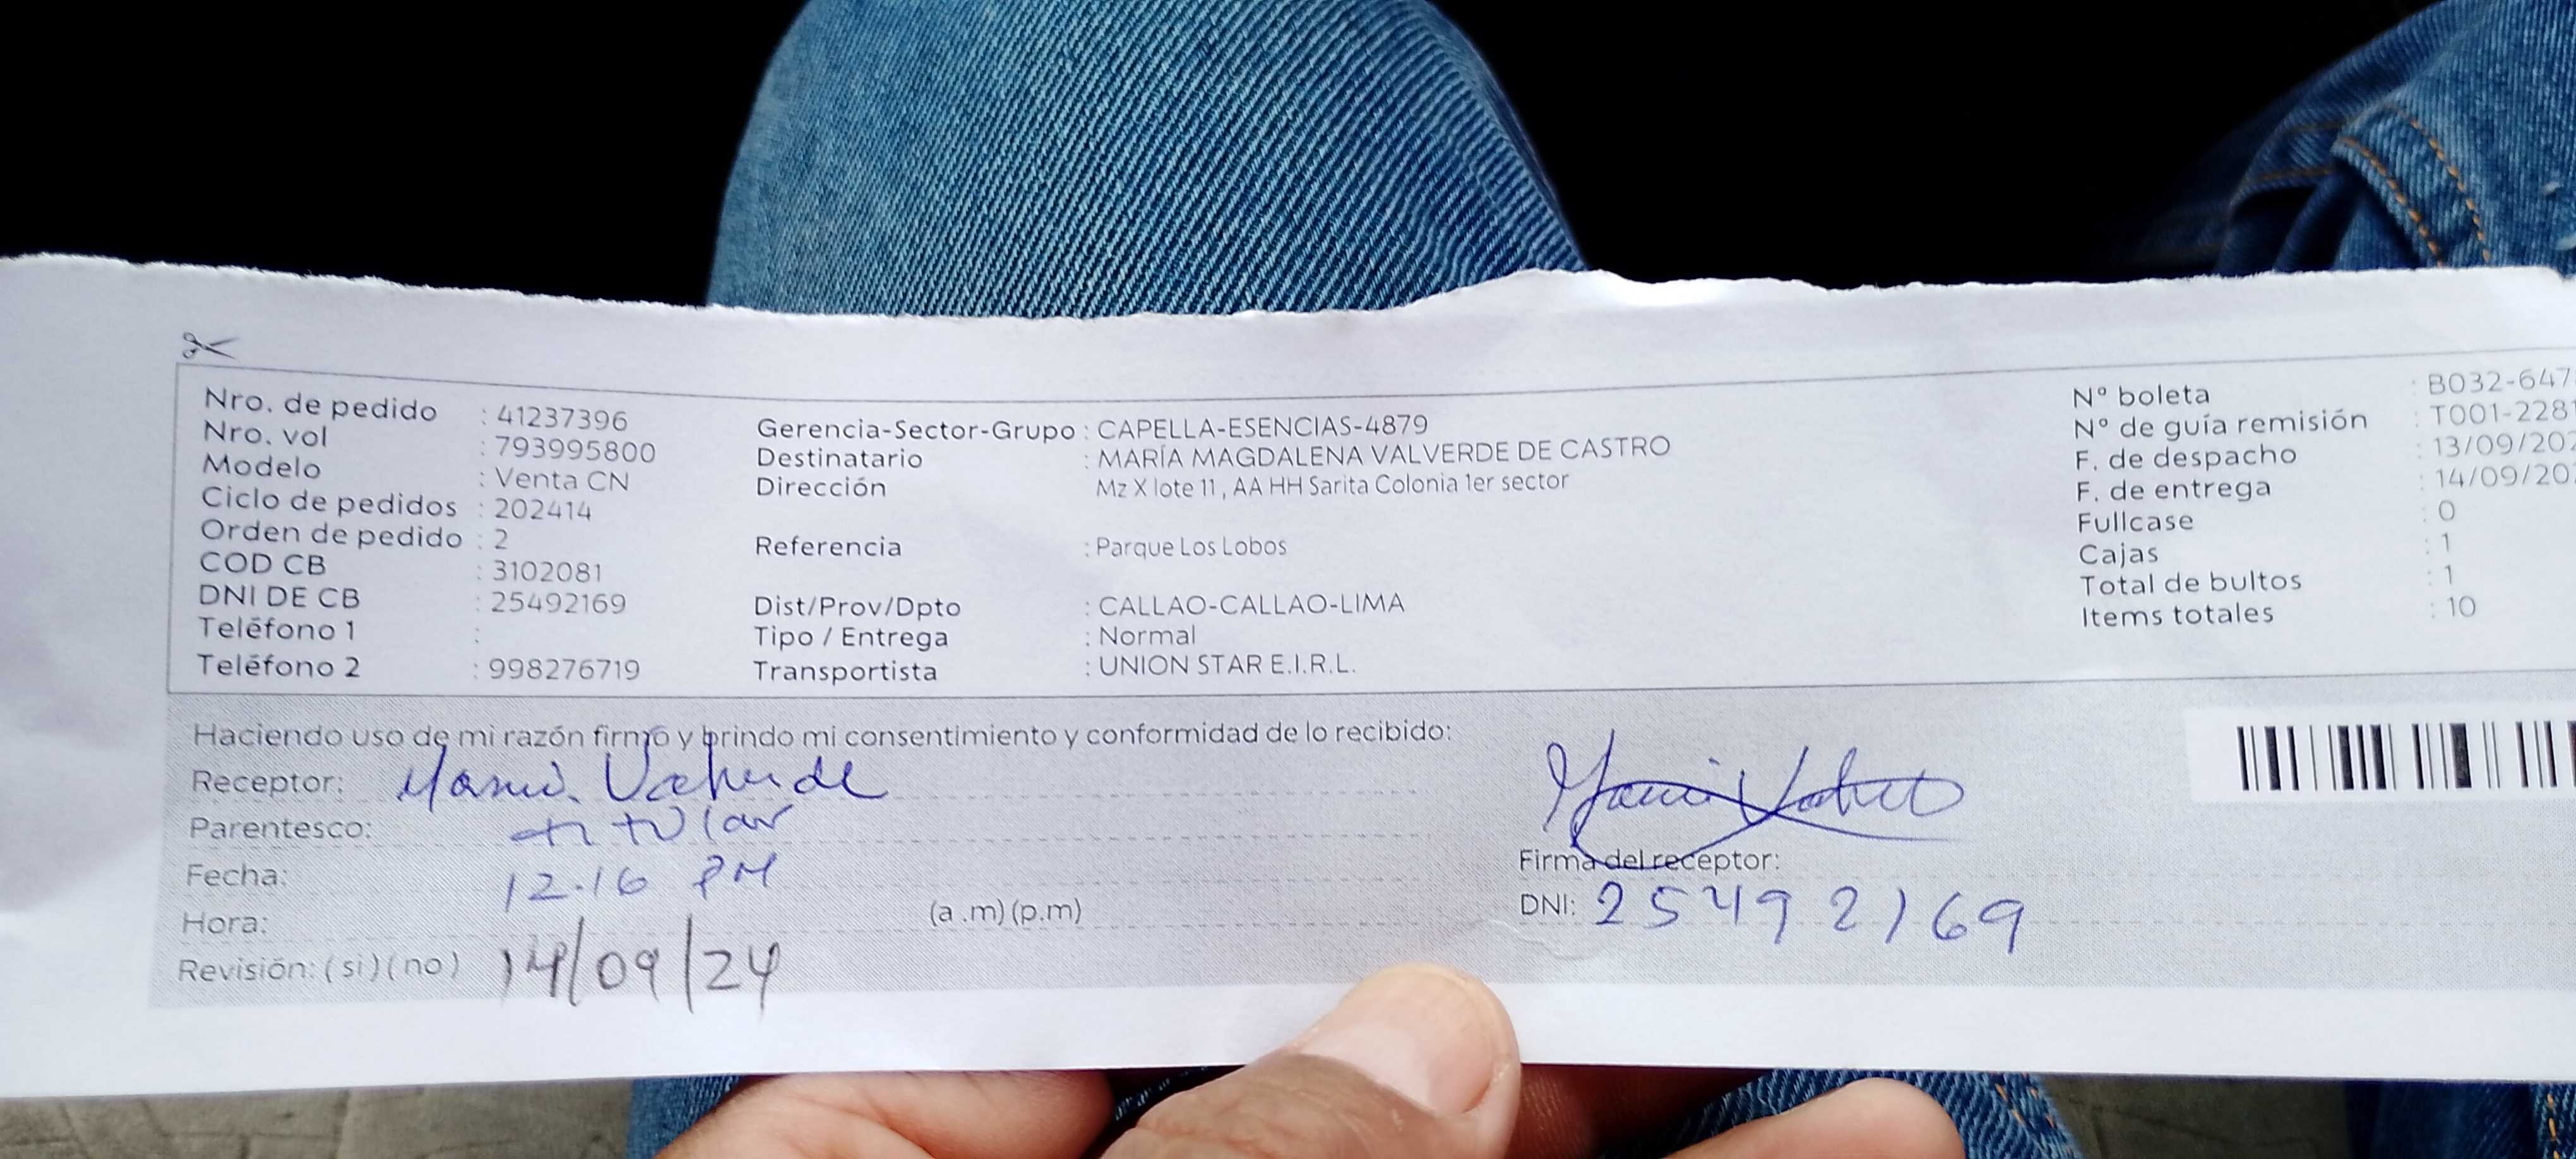 Nro. de pedido : 41237396
Nro. vol : 793995800
Modelo : Venta CN
Ciclo de pedidos : 202414
Orden de pedido : 2
COD CB : 3102081
DNI DE CB : 25492169
Teléfono 1 :
Teléfono 2 : 998276719
Gerencia-Sector-Grupo : CAPELLA-ESENCIAS-4879
Destinatario : MARÍA MAGDALENA VALVERDE DE CASTRO
Dirección Mz X lote 11 , AA HH Sarita Colonia 1er sector
Referencia : Parque Los Lobos
Dist/Prov/Dpto : CALLAO-CALLAO-LIMA
Tipo / Entrega : Normal
Transportista : UNION STAR E.I.R.L.
N° boleta : B032-647
N° de guía remisión : T001-2281
F. de despacho : 13/09/202
F. de entrega : 14/09/202
Fullcase : 0
Cajas : 1
Total de bultos : 1
Items totales : 10
Haciendo uso de mi razón firmo y brindo mi consentimiento y conformidad de lo recibido:
Receptor: Maria Valverde
Parentesco: titular
Fecha: 12.16 PM
Hora: (a .m) (p.m)
Revisión: ( si ) ( no ) 14/09/24
Firma del receptor:
DNI: 25492169